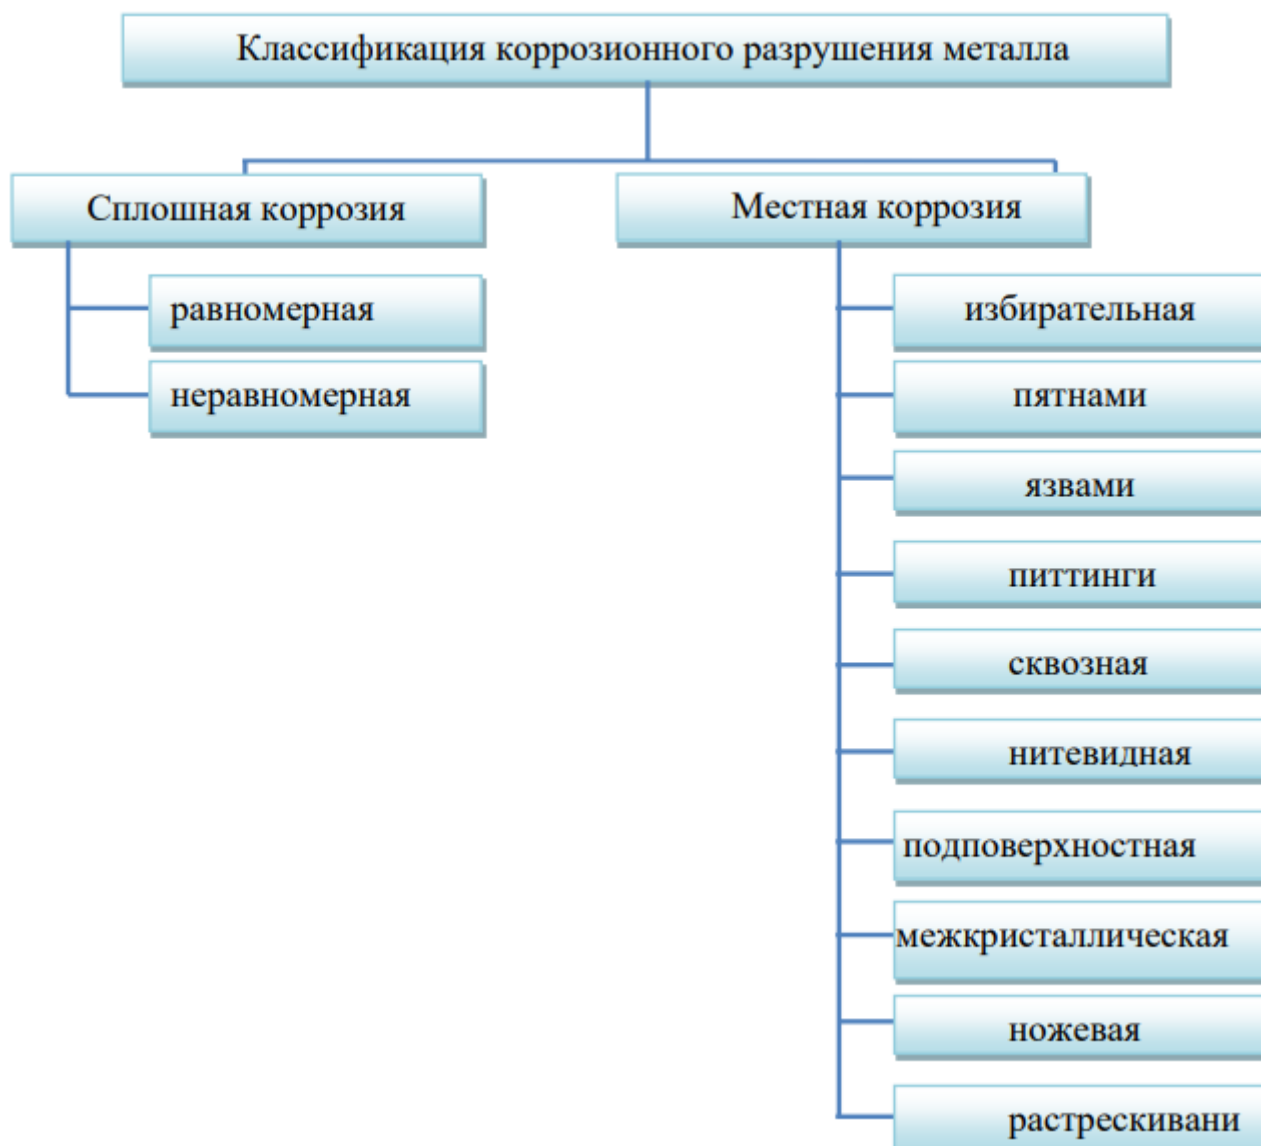 Классификация коррозионного разрушения металла
Сплошная коррозия
равномерная
неравномерная
Местная коррозия
избирательная
пятнами
язвами
питтинги
сквозная
нитевидная
подповерхностная
межкристаллическая
ножевая
растрескивани